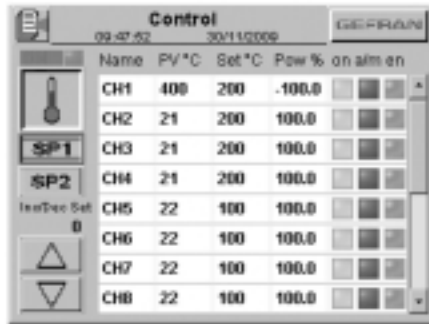 Control
09:47:52 30/11/2009
GEFRAN
Name PV°C Set°C Pow % on alm en
CH1 400 200 -100.0
CH2 21 200 100.0
CH3 21 200 100.0
CH4 21 200 100.0
CH5 22 100 100.0
CH6 22 100 100.0
CH7 22 100 100.0
CH8 22 100 100.0
SP1
SP2
Inc/Dec Set
0